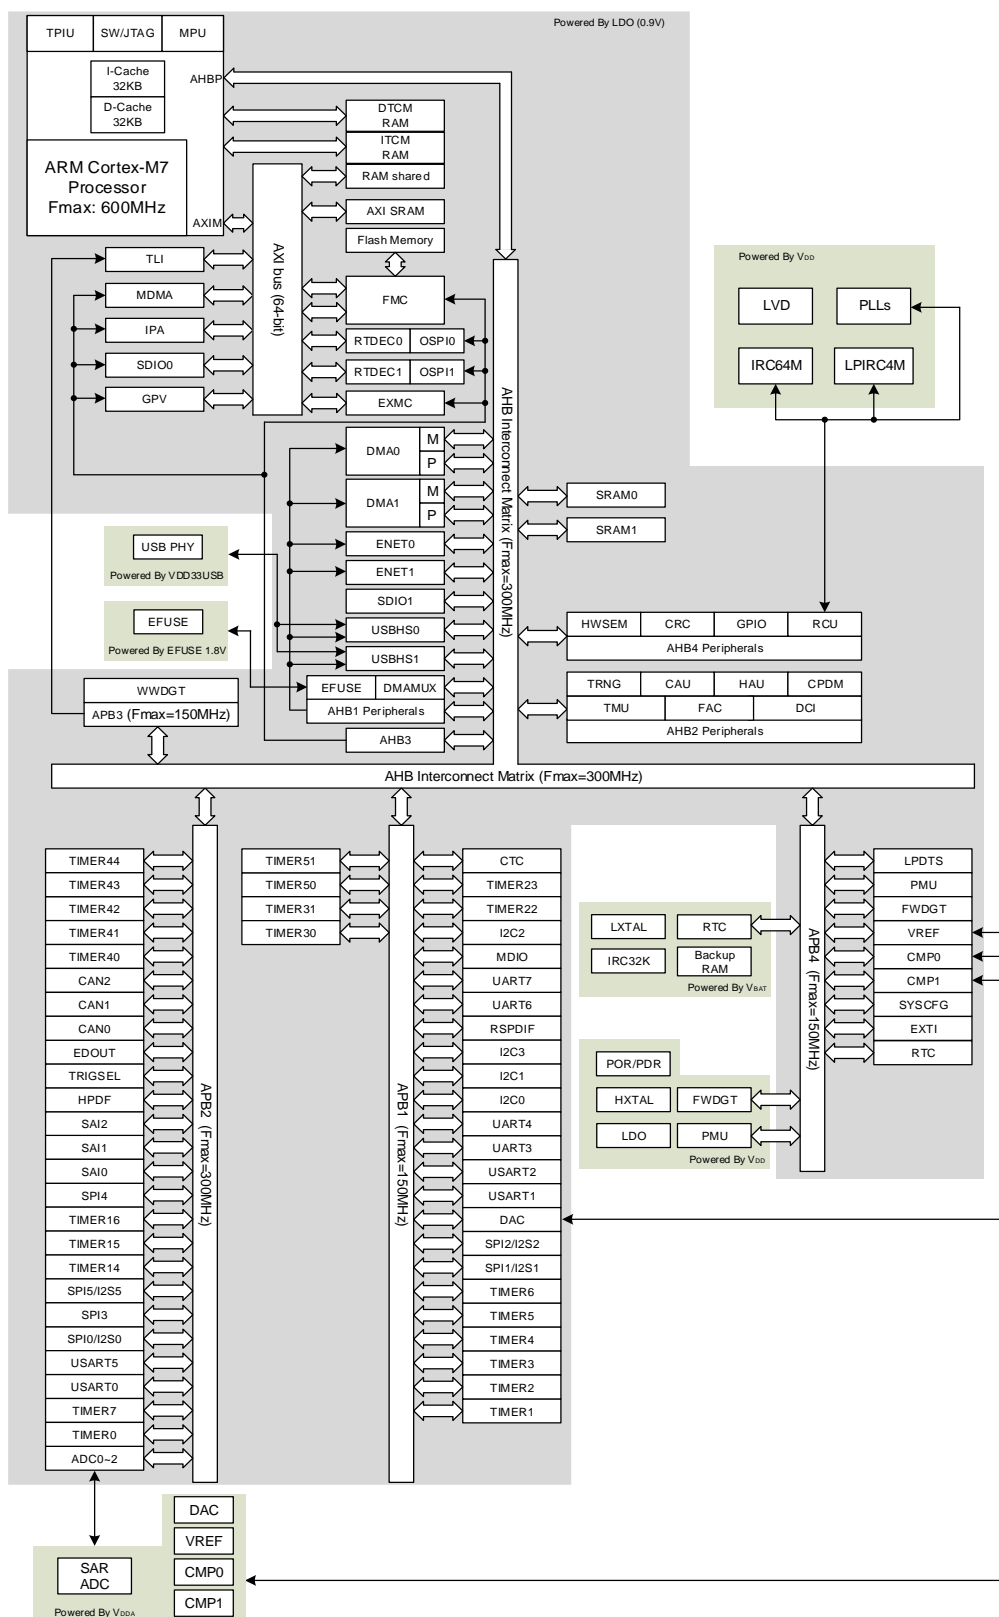 Powered By LDO (0.9V)
TPIU
SW/JTAG
MPU
I-Cache
32KB
D-Cache
32KB
AHBP
ARM Cortex-M7
Processor
Fmax: 600MHz
AXIM
DTCM
RAM
ITCM
RAM
RAM shared
AXI SRAM
Flash Memory
FMC
RTDEC0
OSPI0
RTDEC1
OSPI1
EXMC
AXI bus (64-bit)
TLI
MDMA
IPA
SDIO0
GPV
Powered By VDD
LVD
PLLs
IRC64M
LPIRC4M
AHB Interconnect Matrix (Fmax=300MHz)
DMA0
M
P
DMA1
M
P
ENET0
ENET1
SDIO1
USBHS0
USBHS1
EFUSE
DMAMUX
AHB1 Peripherals
AHB3
USB PHY
Powered By VDD33USB
EFUSE
Powered By EFUSE 1.8V
WWDGT
APB3 (Fmax=150MHz)
SRAM0
SRAM1
HWSEM
CRC
GPIO
RCU
AHB4 Peripherals
TRNG
CAU
HAU
CPDM
TMU
FAC
DCI
AHB2 Peripherals
AHB Interconnect Matrix (Fmax=300MHz)
TIMER44
TIMER43
TIMER42
TIMER41
TIMER40
CAN2
CAN1
CAN0
EDOUT
TRIGSEL
HPDF
SAI2
SAI1
SAI0
SPI4
TIMER16
TIMER15
TIMER14
SPI5/I2S5
SPI3
SPI0/I2S0
USART5
USART0
TIMER7
TIMER0
ADC0~2
APB2 (Fmax=300MHz)
TIMER51
TIMER50
TIMER31
TIMER30
APB1 (Fmax=150MHz)
CTC
TIMER23
TIMER22
I2C2
MDIO
UART7
UART6
RSPDIF
I2C3
I2C1
I2C0
UART4
UART3
USART2
USART1
DAC
SPI2/I2S2
SPI1/I2S1
TIMER6
TIMER5
TIMER4
TIMER3
TIMER2
TIMER1
LXTAL
RTC
IRC32K
Backup
RAM
Powered By VBAT
POR/PDR
HXTAL
FWDGT
LDO
PMU
Powered By VDD
APB4 (Fmax=150MHz)
LPDTS
PMU
FWDGT
VREF
CMP0
CMP1
SYSCFG
EXTI
RTC
SAR
ADC
Powered By VDDA
DAC
VREF
CMP0
CMP1